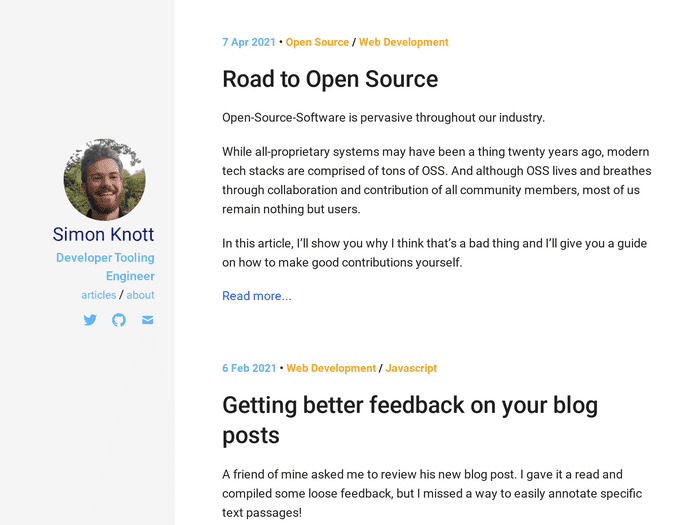 Simon Knott
Developer Tooling
Engineer
articles / about
7 Apr 2021 • Open Source / Web Development
Road to Open Source
Open-Source-Software is pervasive throughout our industry.
While all-proprietary systems may have been a thing twenty years ago, modern
tech stacks are comprised of tons of OSS. And although OSS lives and breathes
through collaboration and contribution of all community members, most of us
remain nothing but users.
In this article, I’ll show you why I think that’s a bad thing and I’ll give you a guide
on how to make good contributions yourself.
Read more...
6 Feb 2021 • Web Development / Javascript
Getting better feedback on your blog
posts
A friend of mine asked me to review his new blog post. I gave it a read and
compiled some loose feedback, but I missed a way to easily annotate specific
text passages!